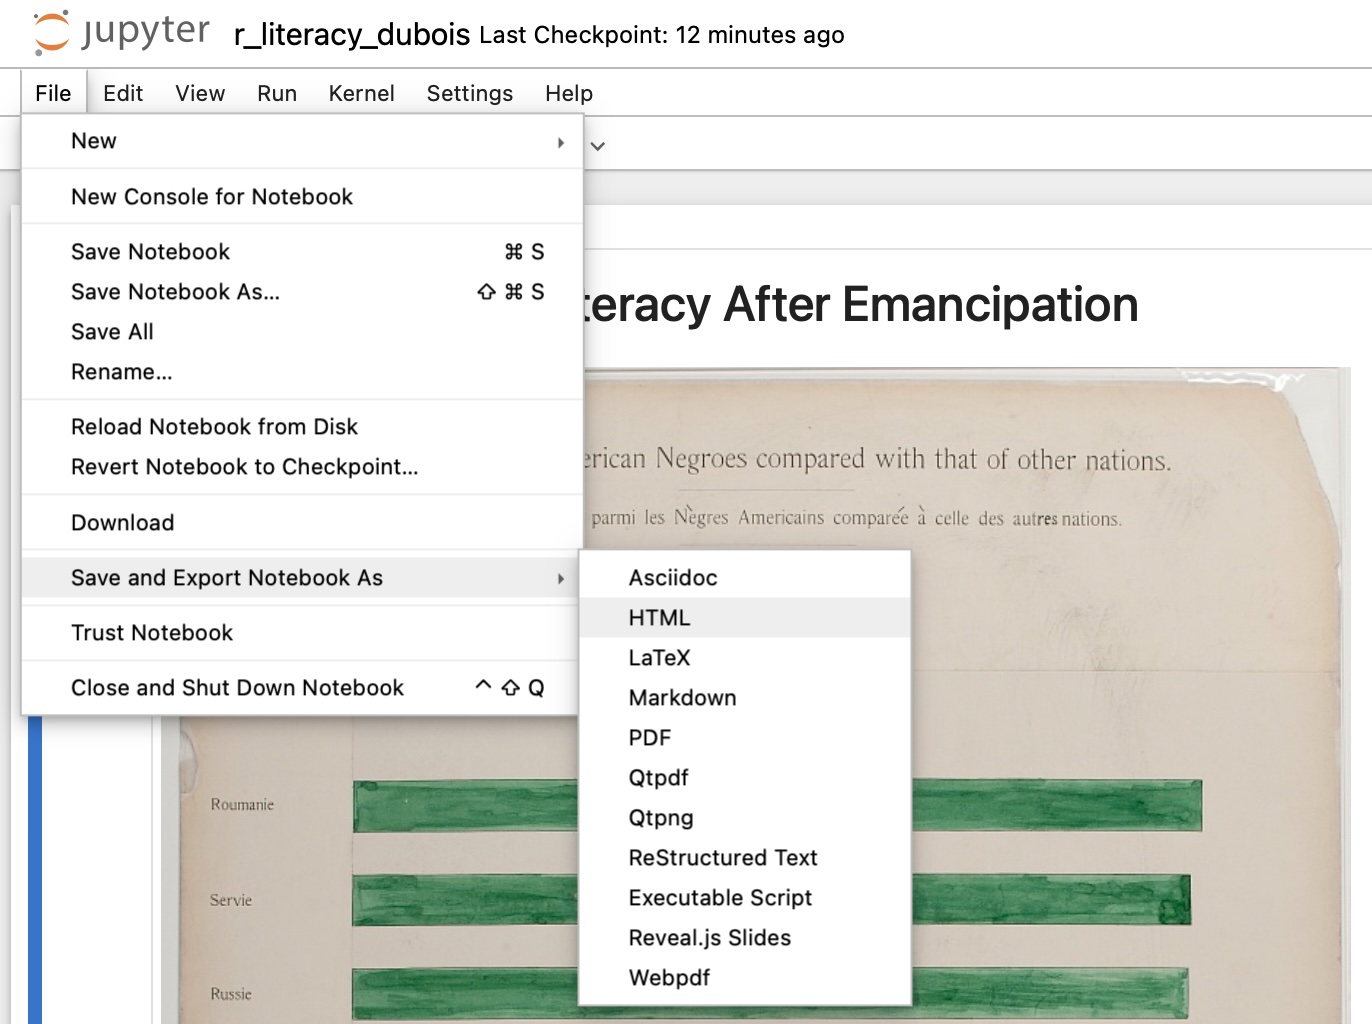 jupyter r_literacy_dubois Last Checkpoint: 12 minutes ago
File Edit View Run Kernel Settings Help
New
New Console for Notebook
Save Notebook ⌘ S
Save Notebook As... ⇧ ⌘ S
Save All
Rename...
Reload Notebook from Disk
Revert Notebook to Checkpoint...
Download
Save and Export Notebook As
Trust Notebook
Close and Shut Down Notebook ^ ⇧ Q
Asciidoc
HTML
LaTeX
Markdown
PDF
Qtpdf
Qtpng
ReStructured Text
Executable Script
Reveal.js Slides
Webpdf
After Emancipation
Negroes compared with that of other nations.
parmi les Nègres Americains comparée à celle des autres nations.
Roumanie
Servie
Russie